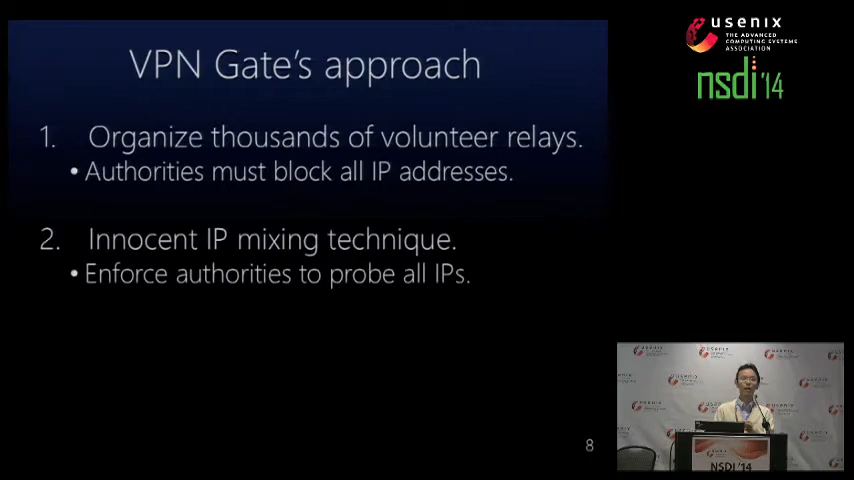 VPN Gate's approach
1. Organize thousands of volunteer relays.
• Authorities must block all IP addresses.
2. Innocent IP mixing technique.
• Enforce authorities to probe all IPs.
8
usenix
THE ADVANCED
COMPUTING SYSTEMS
ASSOCIATION
nsdi '14
NSDI '14